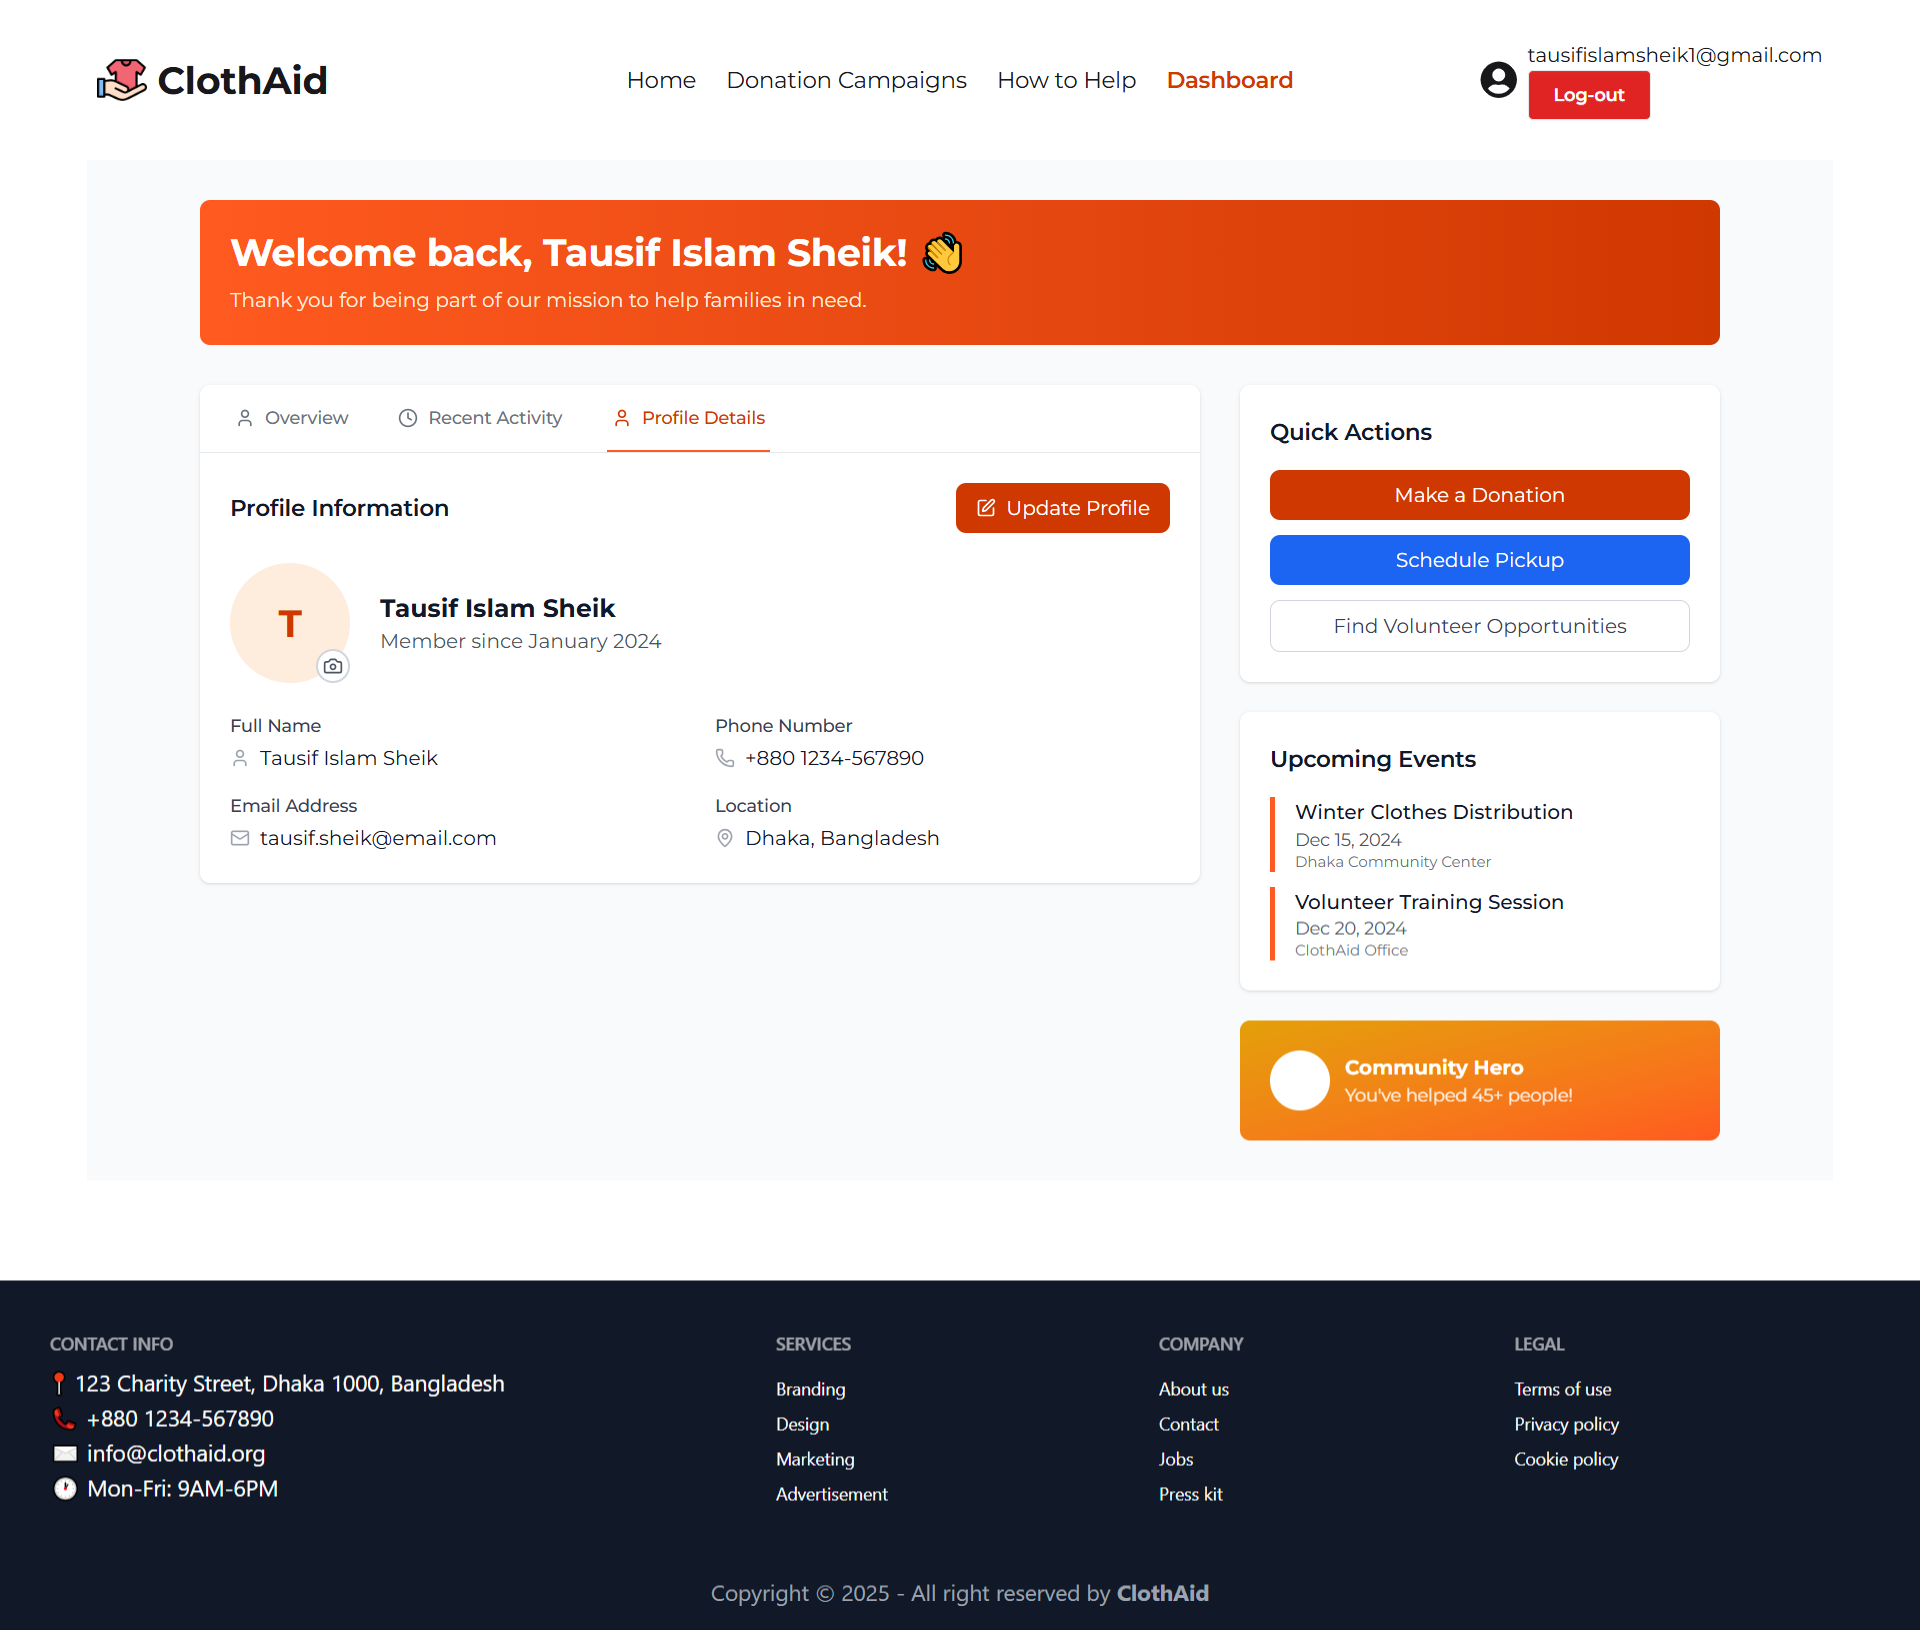 ClothAid
Home Donation Campaigns How to Help Dashboard
tausifislamsheik1@gmail.com
Log-out
Welcome back, Tausif Islam Sheik! 👋
Thank you for being part of our mission to help families in need.
Overview Recent Activity Profile Details
Profile Information
Update Profile
T
Tausif Islam Sheik
Member since January 2024
Full Name
Tausif Islam Sheik
Phone Number
+880 1234-567890
Email Address
tausif.sheik@email.com
Location
Dhaka, Bangladesh
Quick Actions
Make a Donation
Schedule Pickup
Find Volunteer Opportunities
Upcoming Events
Winter Clothes Distribution
Dec 15, 2024
Dhaka Community Center
Volunteer Training Session
Dec 20, 2024
ClothAid Office
Community Hero
You've helped 45+ people!
CONTACT INFO
📍 123 Charity Street, Dhaka 1000, Bangladesh
📞 +880 1234-567890
✉️ info@clothaid.org
🕐 Mon-Fri: 9AM-6PM
SERVICES
Branding
Design
Marketing
Advertisement
COMPANY
About us
Contact
Jobs
Press kit
LEGAL
Terms of use
Privacy policy
Cookie policy
Copyright © 2025 - All right reserved by ClothAid